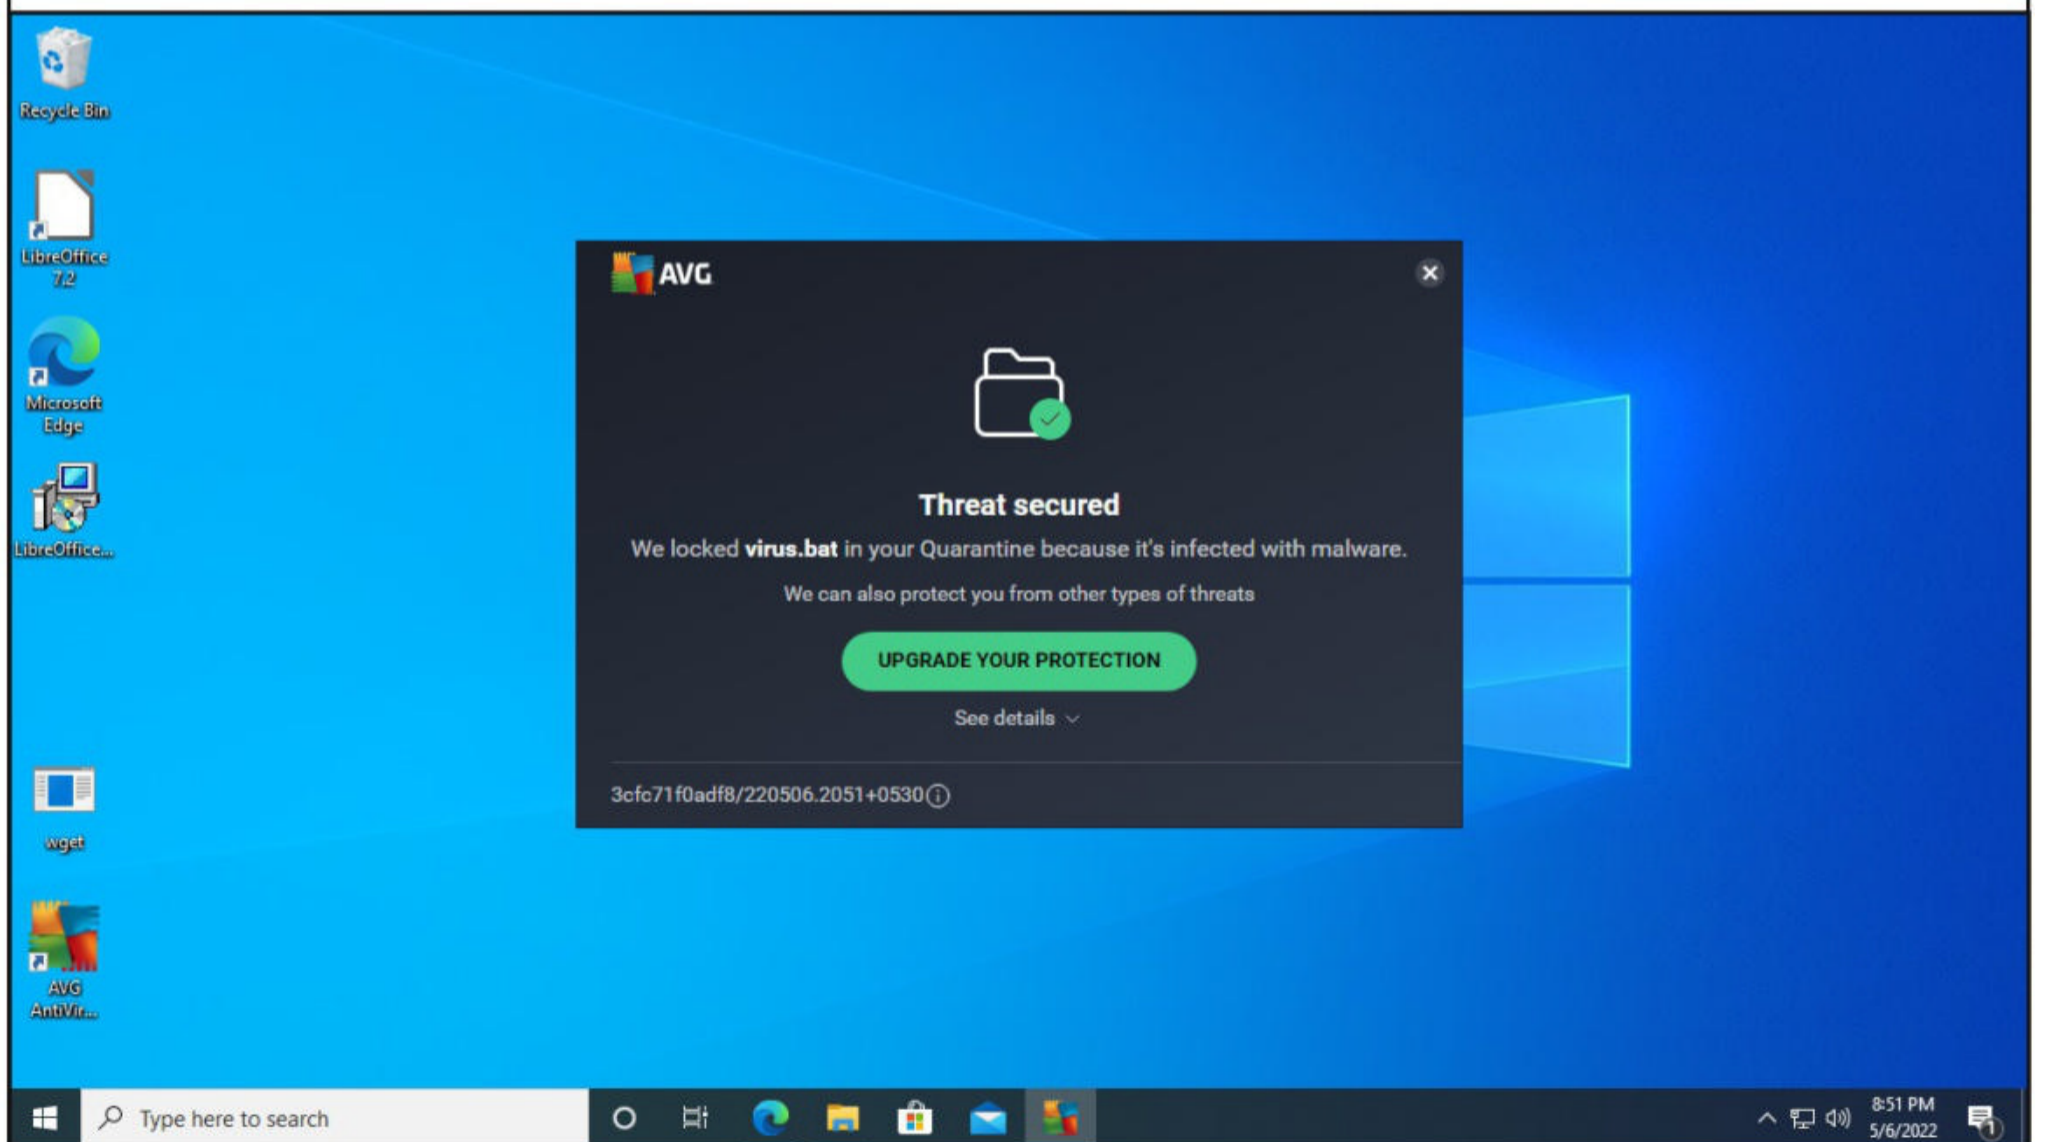 Recycle Bin
LibreOffice
7.2
Microsoft
Edge
LibreOffice...
wget
AVG
AntiVir...
AVG
Threat secured
We locked virus.bat in your Quarantine because it's infected with malware.
We can also protect you from other types of threats
UPGRADE YOUR PROTECTION
See details
3cfc71f0adf8/220506.2051+0530
Type here to search
8:51 PM
5/6/2022
1